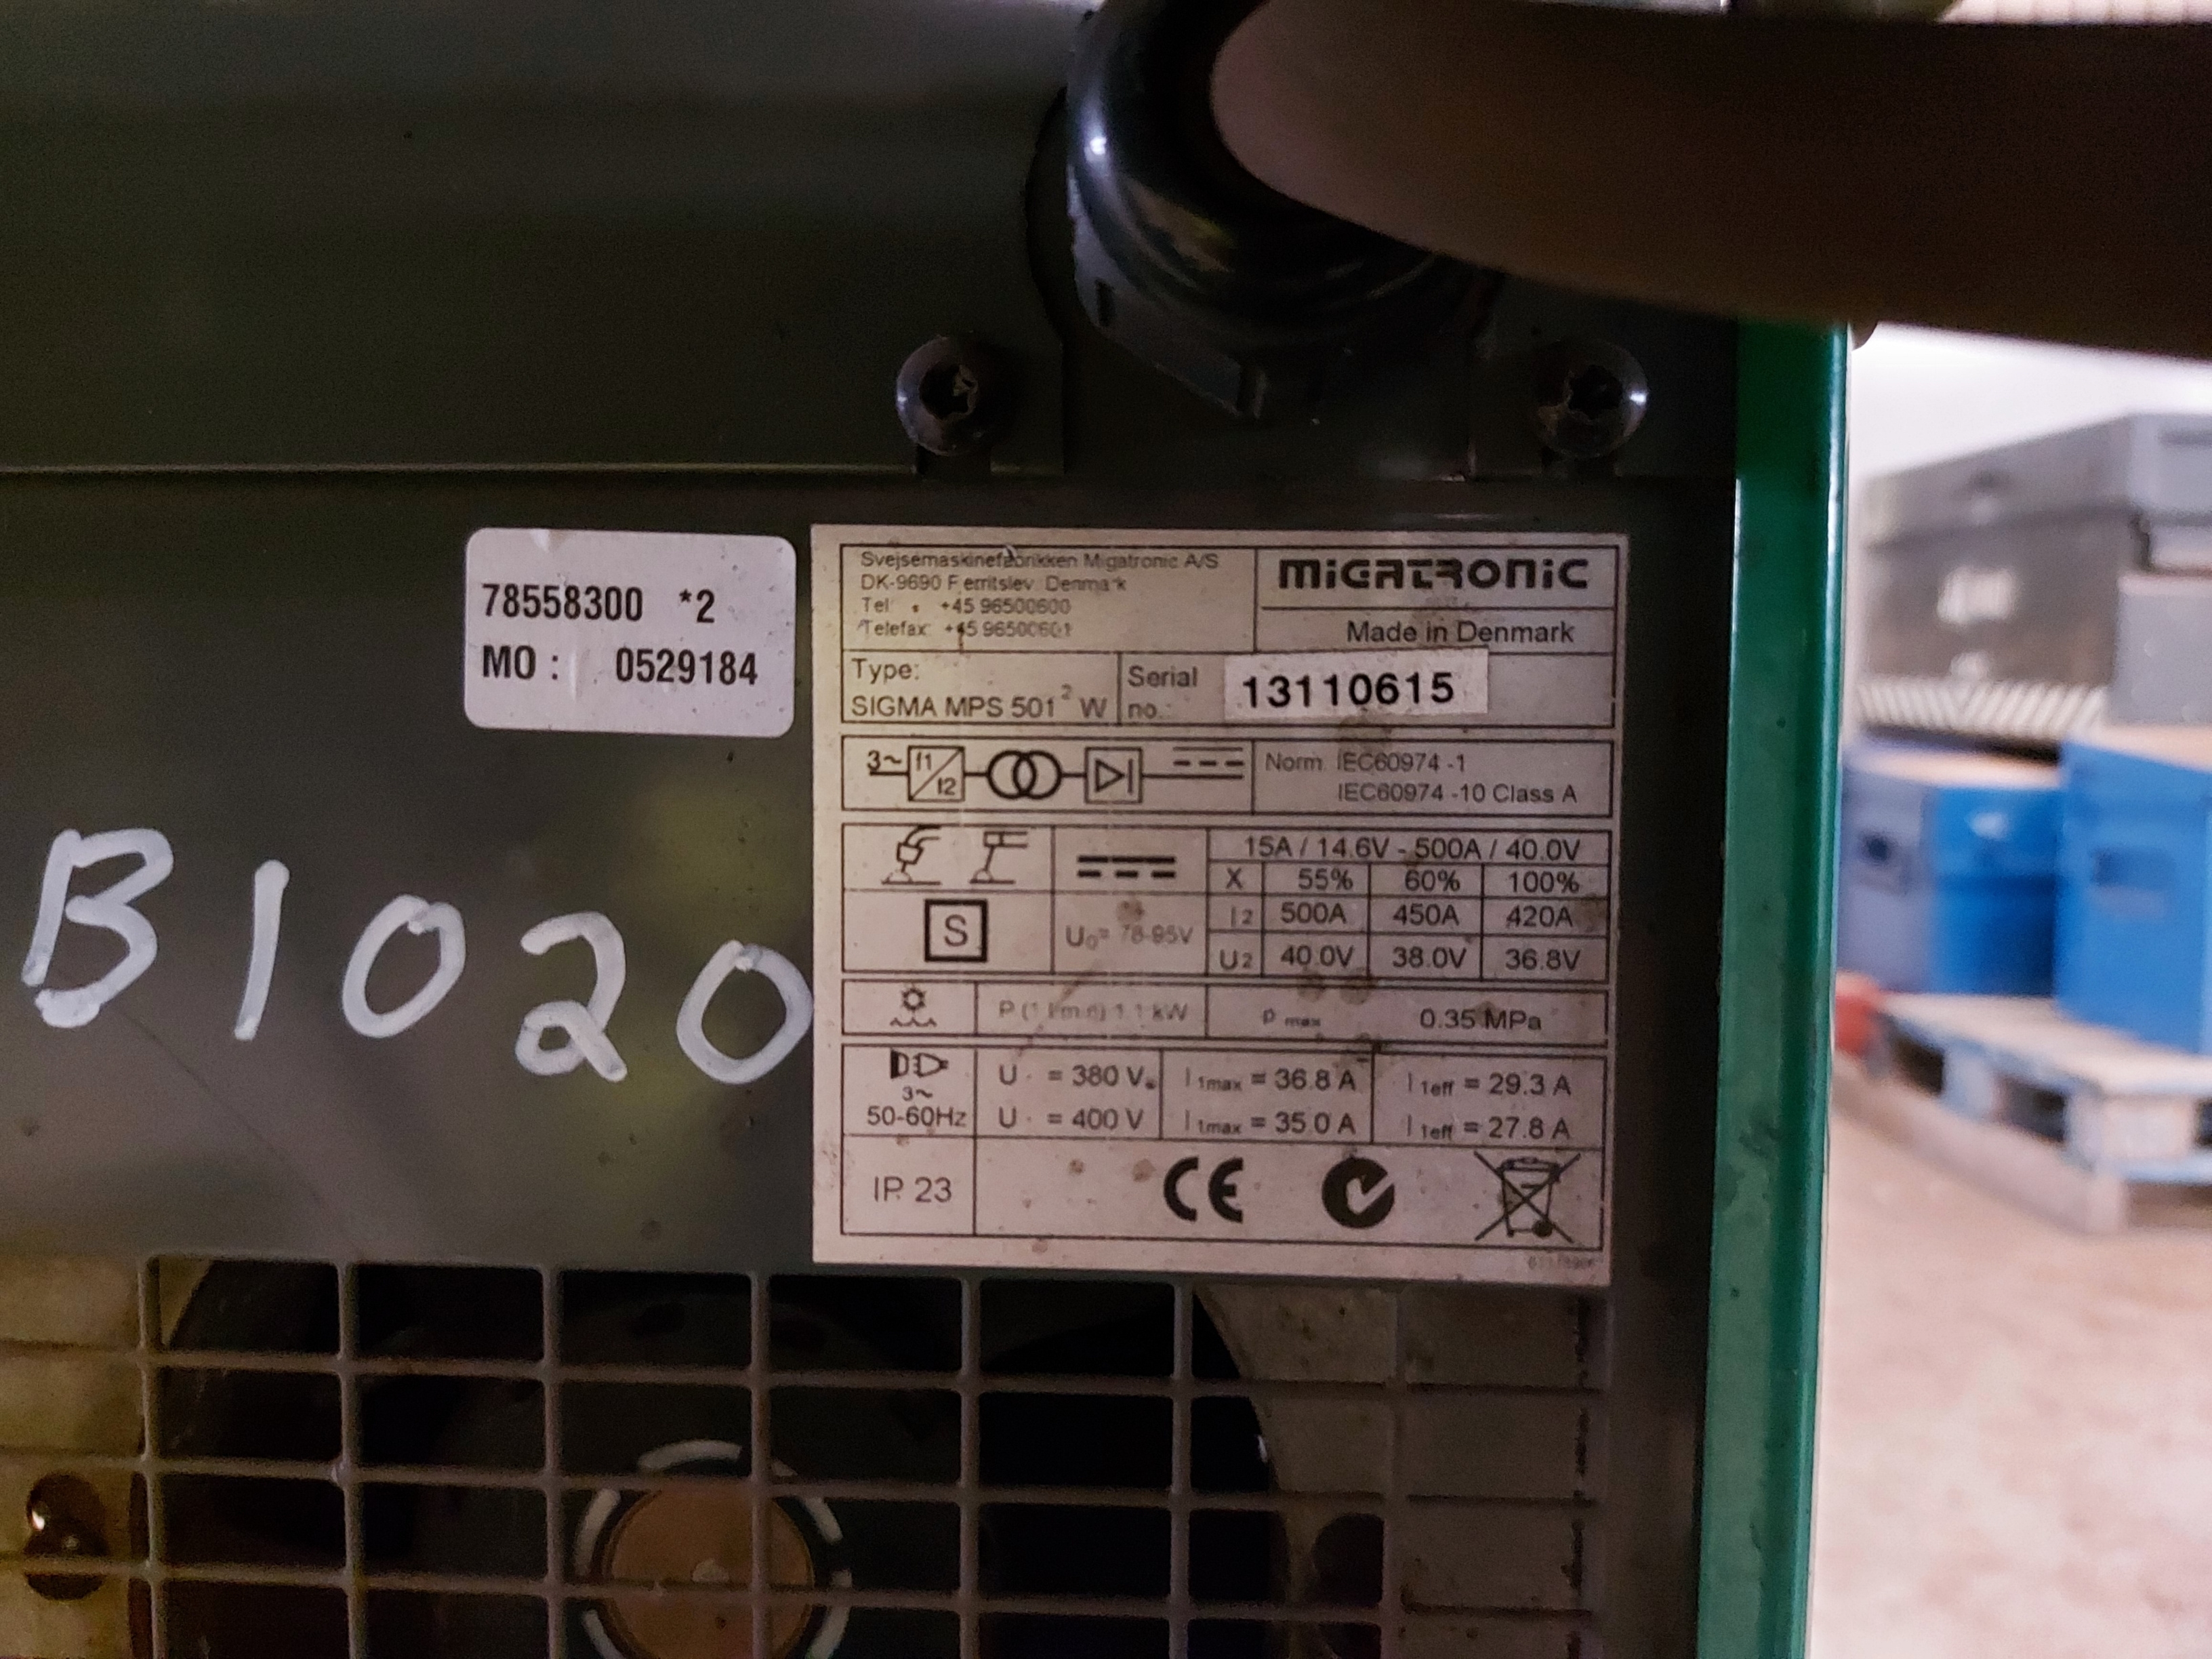 78558300 *2
MO : 0529184
B1020
Svejsemaskinefabrikken Migatronic A/S
DK-9690 Fjerritslev Denmark
Tel: +45 96500600
Telefax: +45 96500601
MIGATRONIC
Made in Denmark
Type:
SIGMA MPS 501² W
Serial no.: 13110615
3~ f1 f2
Norm. IEC60974 -1
IEC60974 -10 Class A
15A / 14.6V - 500A / 40.0V
X 55% 60% 100%
S
U0= 78-95V
I2 500A 450A 420A
U2 40.0V 38.0V 36.8V
P (1 l/min) 1.1 kW
p max 0.35 MPa
3~
50-60Hz
U = 380 V I1max = 36.8 A I1eff = 29.3 A
U = 400 V I1max = 35.0 A I1eff = 27.8 A
IP 23
CE